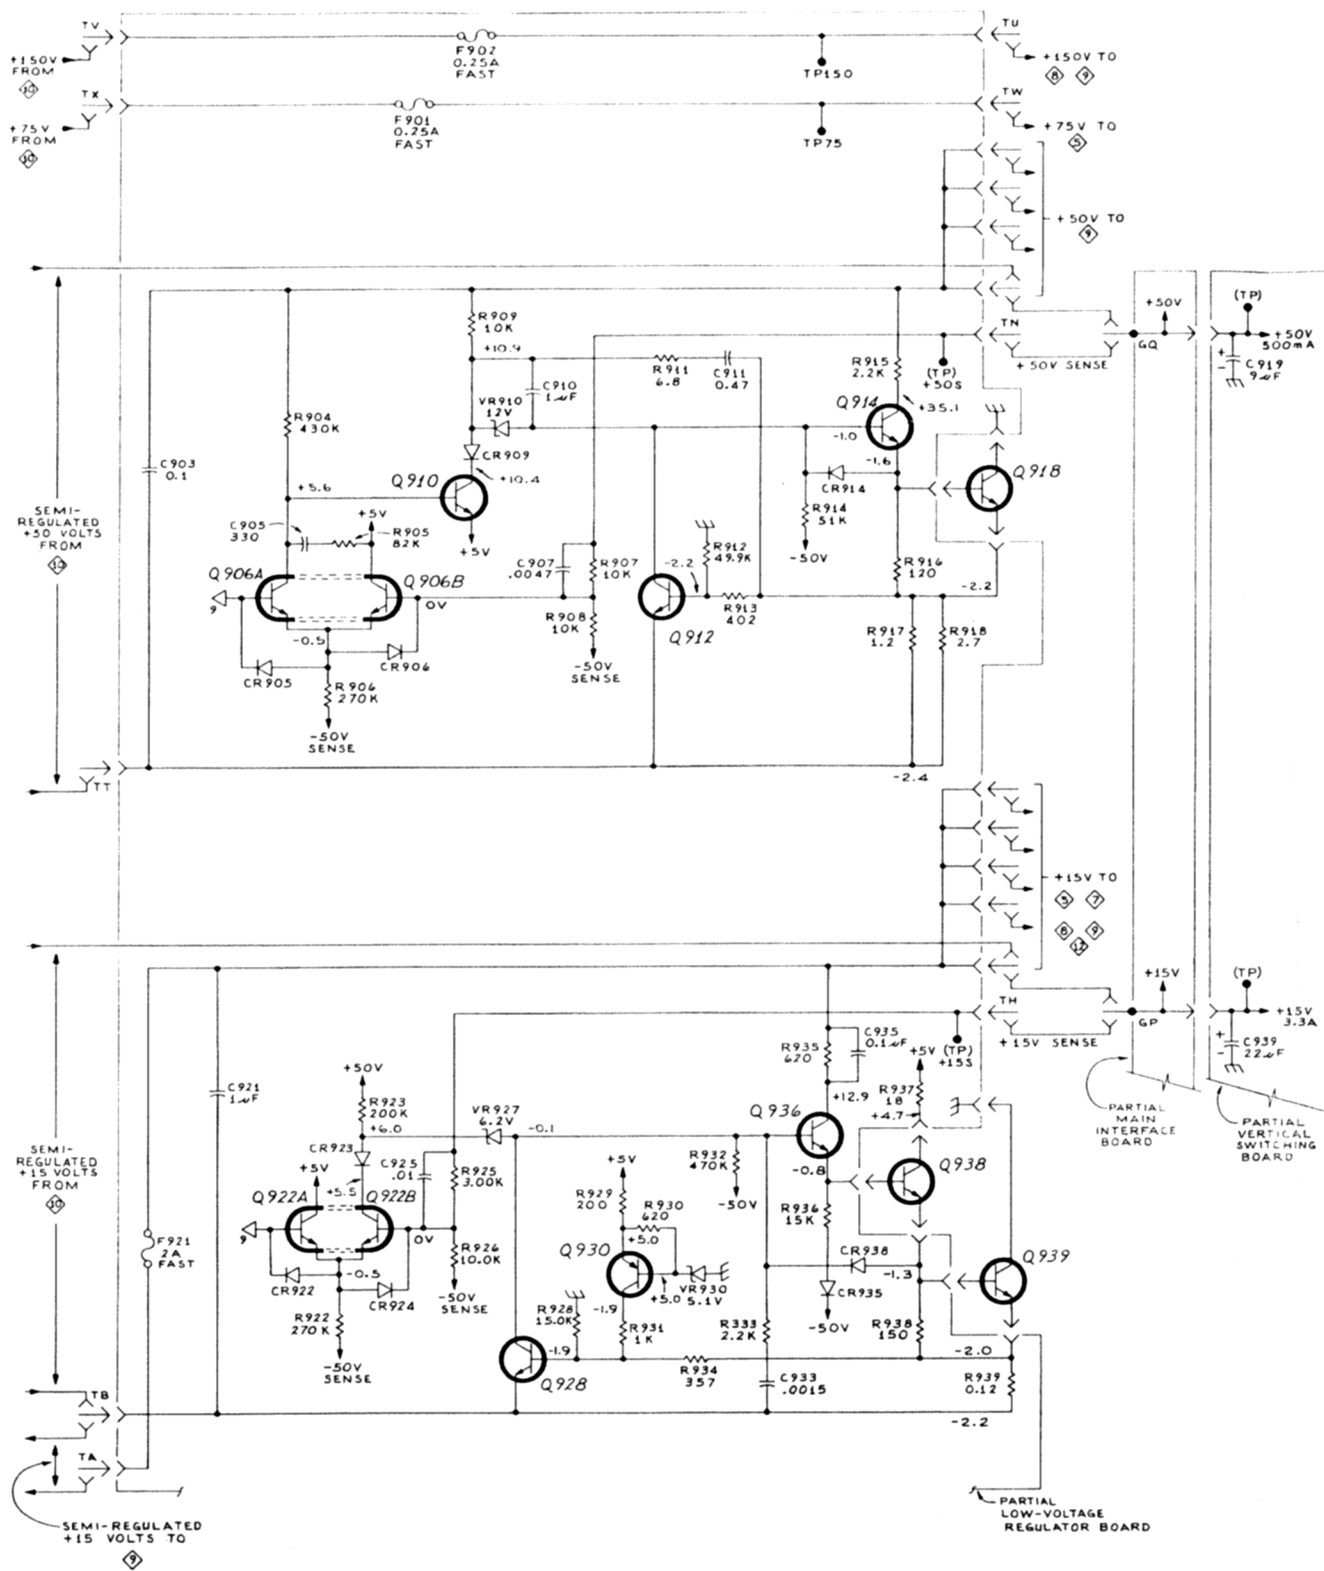 TV
F902
0.25A
FAST
TP150
TU
+150V
FROM
10
+150V TO
8 9
TX
F901
0.25A
FAST
TP75
TW
+75V
FROM
10
+75V TO
5
+50V TO
9
SEMI-
REGULATED
+50 VOLTS
FROM
10
C903
0.1
R904
430K
R909
10K
+10.9
VR910
12V
C910
1µF
R911
6.8
C911
0.47
CR909
+10.4
Q910
+5V
+5.6
C905
330
R905
82K
+5V
Q906A
Q906B
9
0V
-0.5
CR905
CR906
R906
270K
-50V
SENSE
C907
.0047
R907
10K
R908
10K
-50V
SENSE
Q912
-2.2
R912
49.9K
R913
402
R915
2.2K
Q914
+35.1
-1.0
-1.6
CR914
R914
51K
-50V
R916
120
Q918
-2.2
R917
1.2
R918
2.7
-2.4
(TP)
+50S
TN
+50V SENSE
GQ
+50V
(TP)
+50V
500mA
C919
9µF
+
-
TT
+15V TO
5 7
8 9
12
SEMI-
REGULATED
+15 VOLTS
FROM
10
C921
1µF
F921
2A
FAST
+50V
R923
200K
+6.0
CR923
+5V
+5.5
Q922A
Q922B
9
0V
-0.5
CR922
CR924
R922
270K
-50V
SENSE
C925
.01
R925
3.00K
R926
10.0K
-50V
SENSE
VR927
6.2V
-0.1
+5V
R929
200
R930
620
+5.0
Q930
+5.0
VR930
5.1V
-1.9
R928
15.0K
R931
1K
-1.9
Q928
R932
470K
-50V
R333
2.2K
R934
357
C933
.0015
R935
620
C935
0.1µF
+12.9
Q936
-0.8
R936
15K
CR935
-50V
CR938
-1.3
+5V
R937
18
+4.7
Q938
R938
150
Q939
-2.0
R939
0.12
-2.2
(TP)
+15S
TH
+15V SENSE
GP
+15V
(TP)
+15V
3.3A
C939
22µF
+
-
PARTIAL
MAIN
INTERFACE
BOARD
PARTIAL
VERTICAL
SWITCHING
BOARD
TB
TA
SEMI-REGULATED
+15 VOLTS TO
9
PARTIAL
LOW-VOLTAGE
REGULATOR BOARD